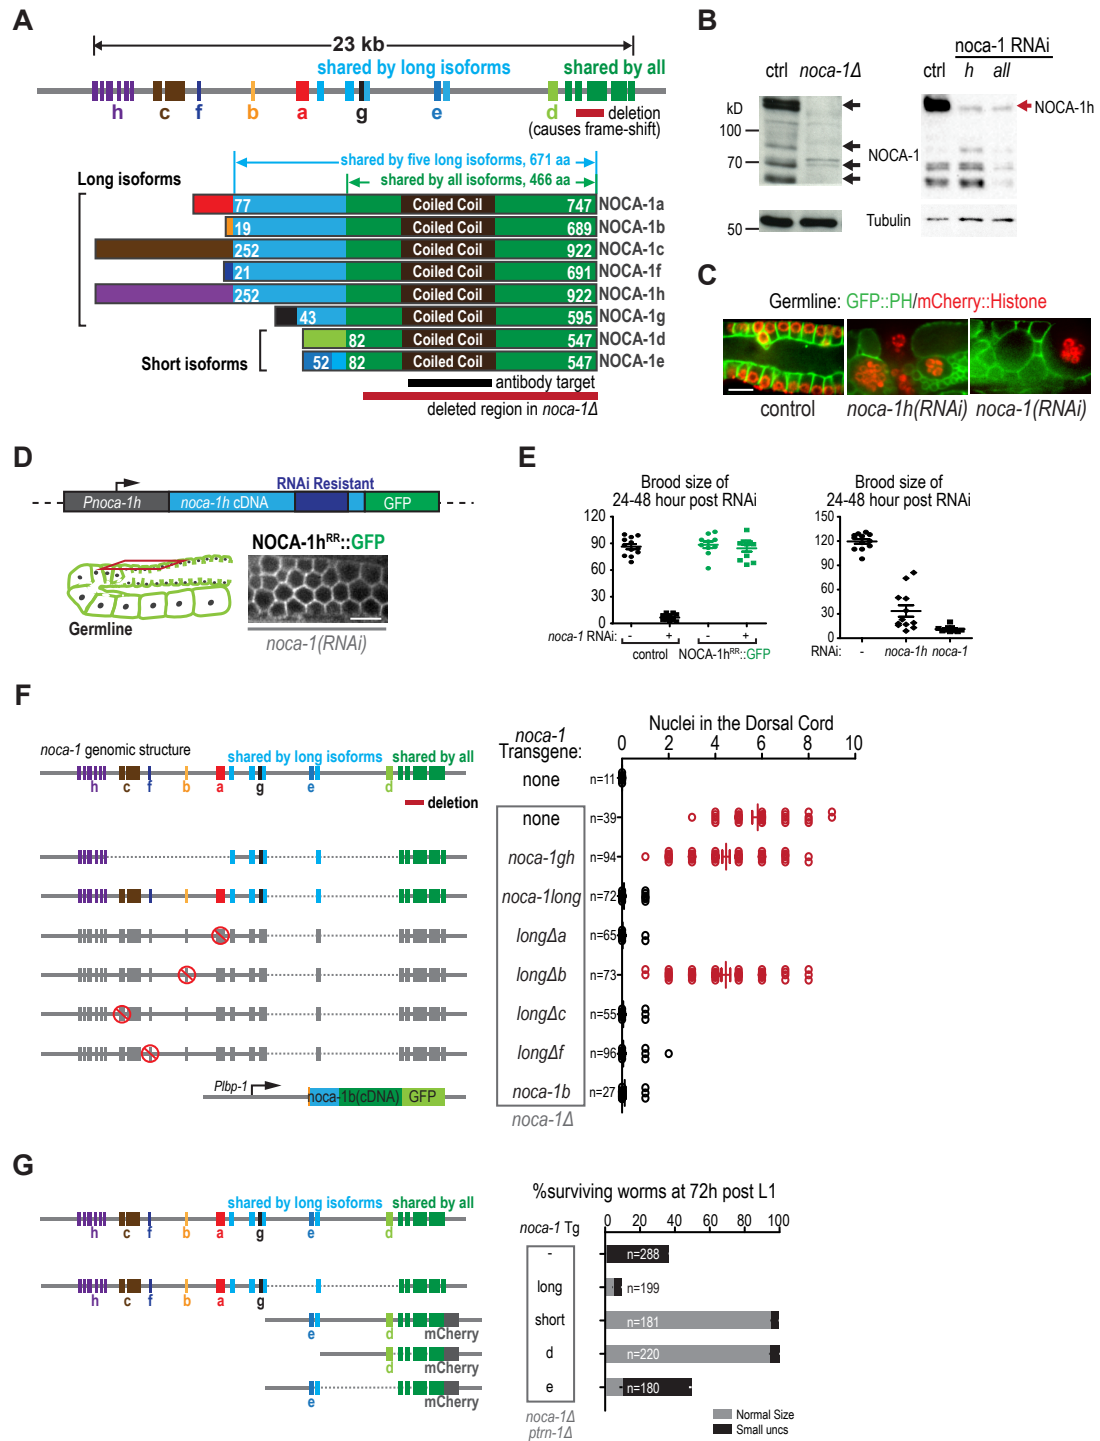 A
23 kb
shared by long isoforms
shared by all
h
c
f
b
a
g
e
d
deletion
(causes frame-shift)
shared by five long isoforms, 671 aa
shared by all isoforms, 466 aa
Long isoforms
77 Coiled Coil 747 NOCA-1a
19 Coiled Coil 689 NOCA-1b
252 Coiled Coil 922 NOCA-1c
21 Coiled Coil 691 NOCA-1f
252 Coiled Coil 922 NOCA-1h
43 Coiled Coil 595 NOCA-1g
Short isoforms
82 Coiled Coil 547 NOCA-1d
52 82 Coiled Coil 547 NOCA-1e
antibody target
deleted region in noca-1Δ
B
noca-1 RNAi
ctrl noca-1Δ
ctrl h all
kD
100
70
50
NOCA-1h
NOCA-1
Tubulin
C
Germline: GFP::PH/mCherry::Histone
control
noca-1h(RNAi)
noca-1(RNAi)
D
RNAi Resistant
Pnoca-1h
noca-1h cDNA
GFP
NOCA-1hRR::GFP
Germline
noca-1(RNAi)
E
Brood size of
24-48 hour post RNAi
120
90
60
30
0
noca-1 RNAi: - + - +
control
NOCA-1hRR::GFP
Brood size of
24-48 hour post RNAi
150
120
90
60
30
0
RNAi: - noca-1h noca-1
F
noca-1 genomic structure
shared by long isoforms
shared by all
h
c
f
b
a
g
e
d
deletion
Plbp-1
noca-1b(cDNA)
GFP
noca-1
Transgene:
Nuclei in the Dorsal Cord
0 2 4 6 8 10
none n=11
none n=39
noca-1gh n=94
noca-1long n=72
longΔa n=65
longΔb n=73
longΔc n=55
longΔf n=96
noca-1b n=27
noca-1Δ
G
shared by long isoforms
shared by all
h
c
f
b
a
g
e
d
h
c
f
b
a
g
e
d
mCherry
d
mCherry
e
mCherry
%surviving worms at 72h post L1
noca-1 Tg
0 20 40 60 80 100
- n=288
long n=199
short n=181
d n=220
e n=180
noca-1Δ
ptrn-1Δ
Normal Size
Small uncs